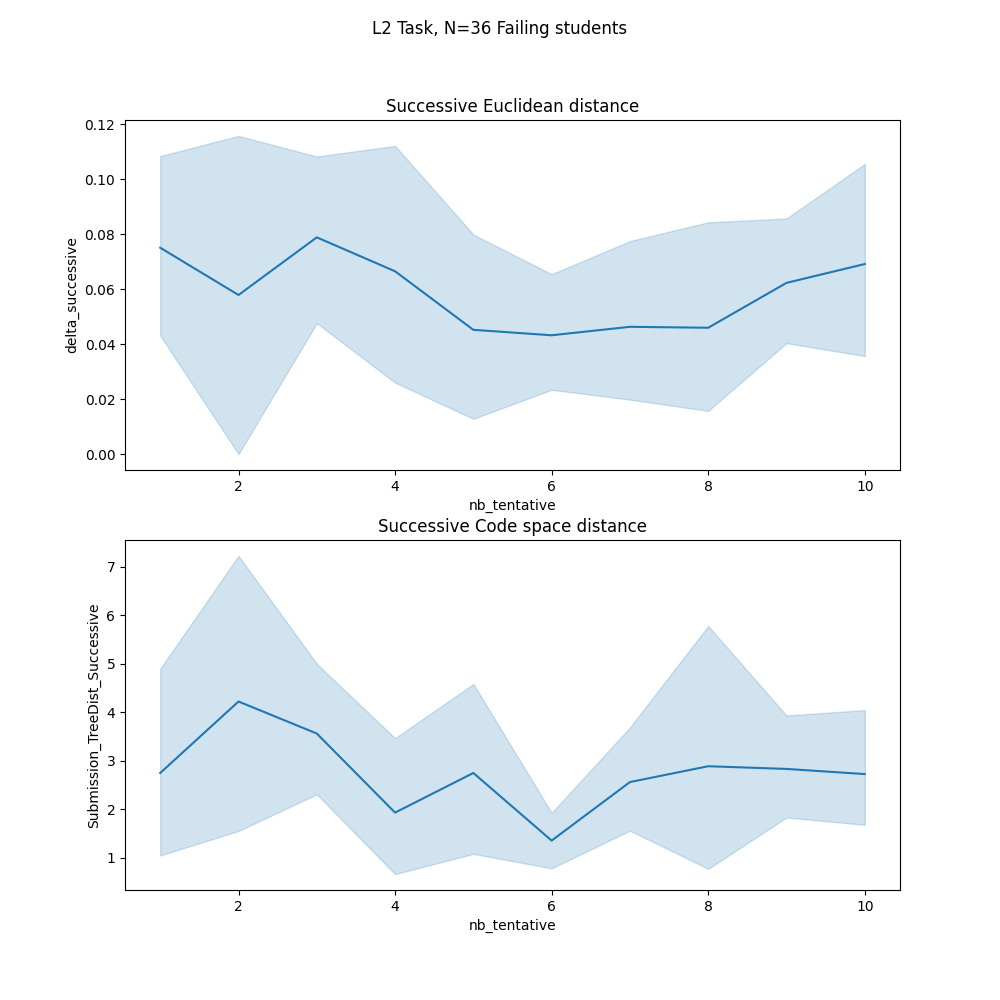 L2 Task, N=36 Failing students
Successive Euclidean distance
delta_successive
0.12
0.10
0.08
0.06
0.04
0.02
0.00
2 4 6 8 10
nb_tentative
Successive Code space distance
Submission_TreeDist_Successive
7
6
5
4
3
2
1
2 4 6 8 10
nb_tentative